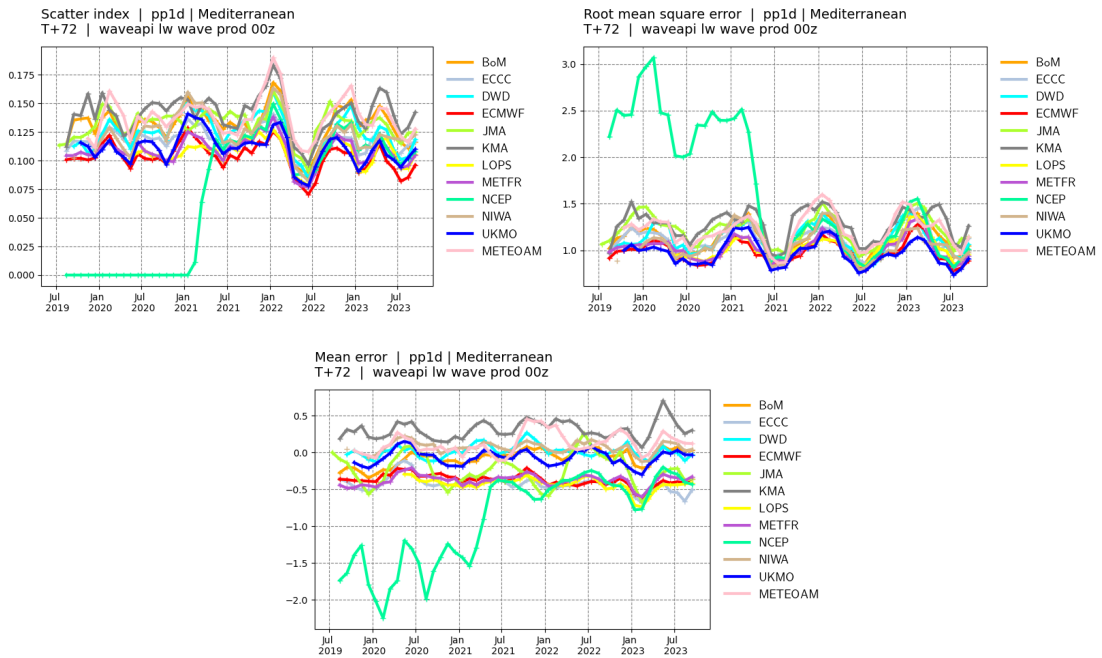 Scatter index | pp1d | Mediterranean
T+72 | waveapi lw wave prod 00z
0.175
0.150
0.125
0.100
0.075
0.050
0.025
0.000
Jul 2019
Jan 2020
Jul 2020
Jan 2021
Jul 2021
Jan 2022
Jul 2022
Jan 2023
Jul 2023
BoM
ECCC
DWD
ECMWF
JMA
KMA
LOPS
METFR
NCEP
NIWA
UKMO
METEOAM
Root mean square error | pp1d | Mediterranean
T+72 | waveapi lw wave prod 00z
3.0
2.5
2.0
1.5
1.0
Jul 2019
Jan 2020
Jul 2020
Jan 2021
Jul 2021
Jan 2022
Jul 2022
Jan 2023
Jul 2023
BoM
ECCC
DWD
ECMWF
JMA
KMA
LOPS
METFR
NCEP
NIWA
UKMO
METEOAM
Mean error | pp1d | Mediterranean
T+72 | waveapi lw wave prod 00z
0.5
0.0
−0.5
−1.0
−1.5
−2.0
Jul 2019
Jan 2020
Jul 2020
Jan 2021
Jul 2021
Jan 2022
Jul 2022
Jan 2023
Jul 2023
BoM
ECCC
DWD
ECMWF
JMA
KMA
LOPS
METFR
NCEP
NIWA
UKMO
METEOAM